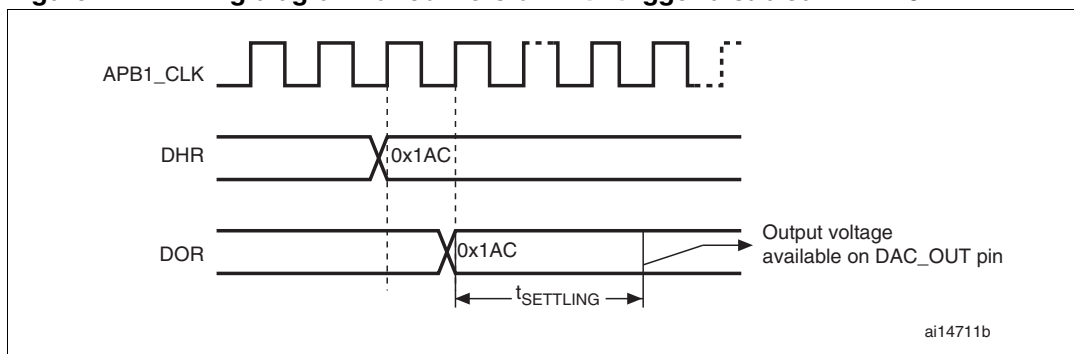 APB1_CLK
DHR
0x1AC
DOR
0x1AC
Output voltage
available on DAC_OUT pin
tSETTLING
ai14711b